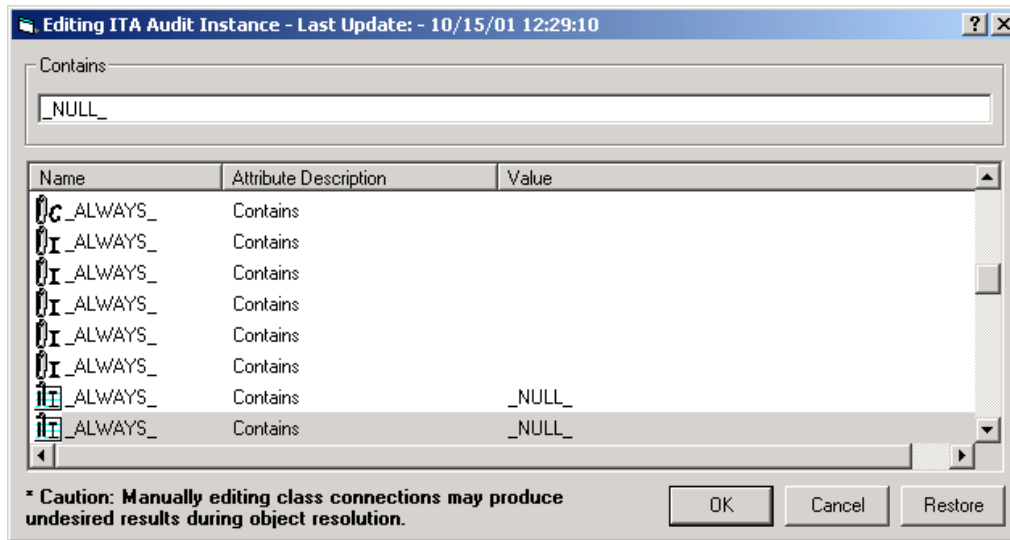 Editing ITA Audit Instance - Last Update: - 10/15/01 12:29:10
Contains
_NULL_
Name Attribute Description Value
C _ALWAYS_ Contains
I _ALWAYS_ Contains
I _ALWAYS_ Contains
I _ALWAYS_ Contains
I _ALWAYS_ Contains
I _ALWAYS_ Contains
I _ALWAYS_ Contains _NULL_
I _ALWAYS_ Contains _NULL_
* Caution: Manually editing class connections may produce
undesired results during object resolution.
OK Cancel Restore